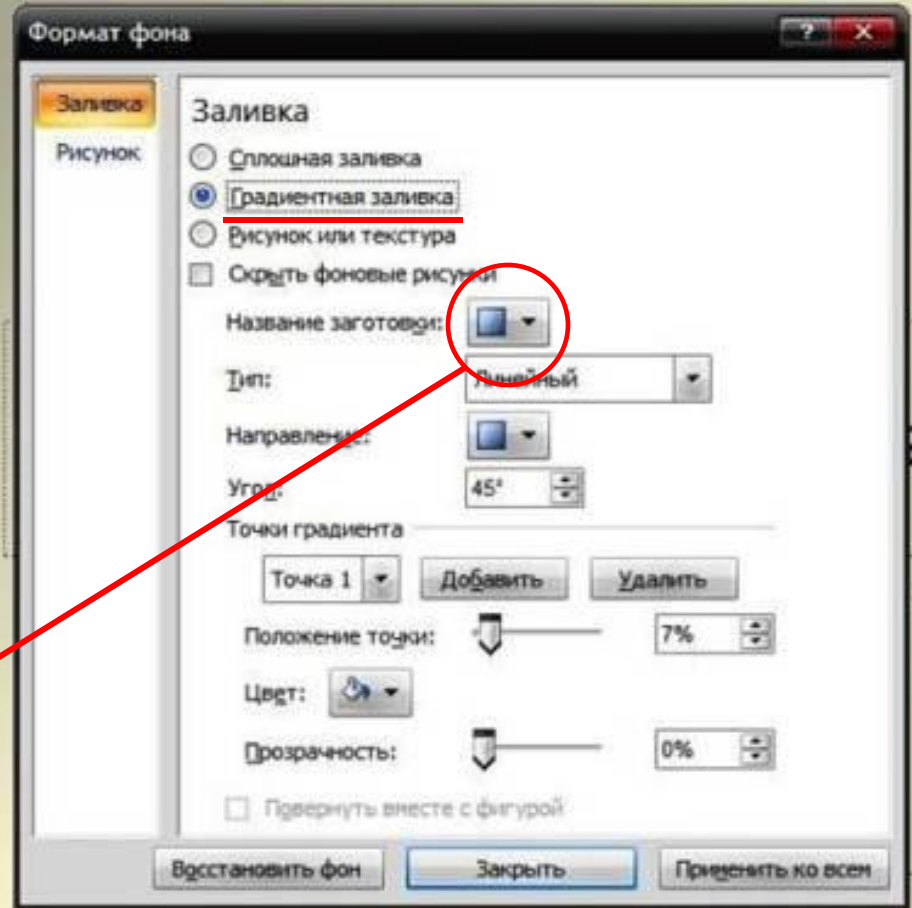 Формат фона
Заливка
Рисунок
Заливка
Сплошная заливка
Градиентная заливка
Рисунок или текстура
Скрыть фоновые рисунки
Название заготовки:
Тип: Линейный
Направление:
Угол: 45°
Точки градиента
Точка 1 Добавить Удалить
Положение точки: 7%
Цвет:
Прозрачность: 0%
Повернуть вместе с фигурой
Восстановить фон Закрыть Применить ко всем